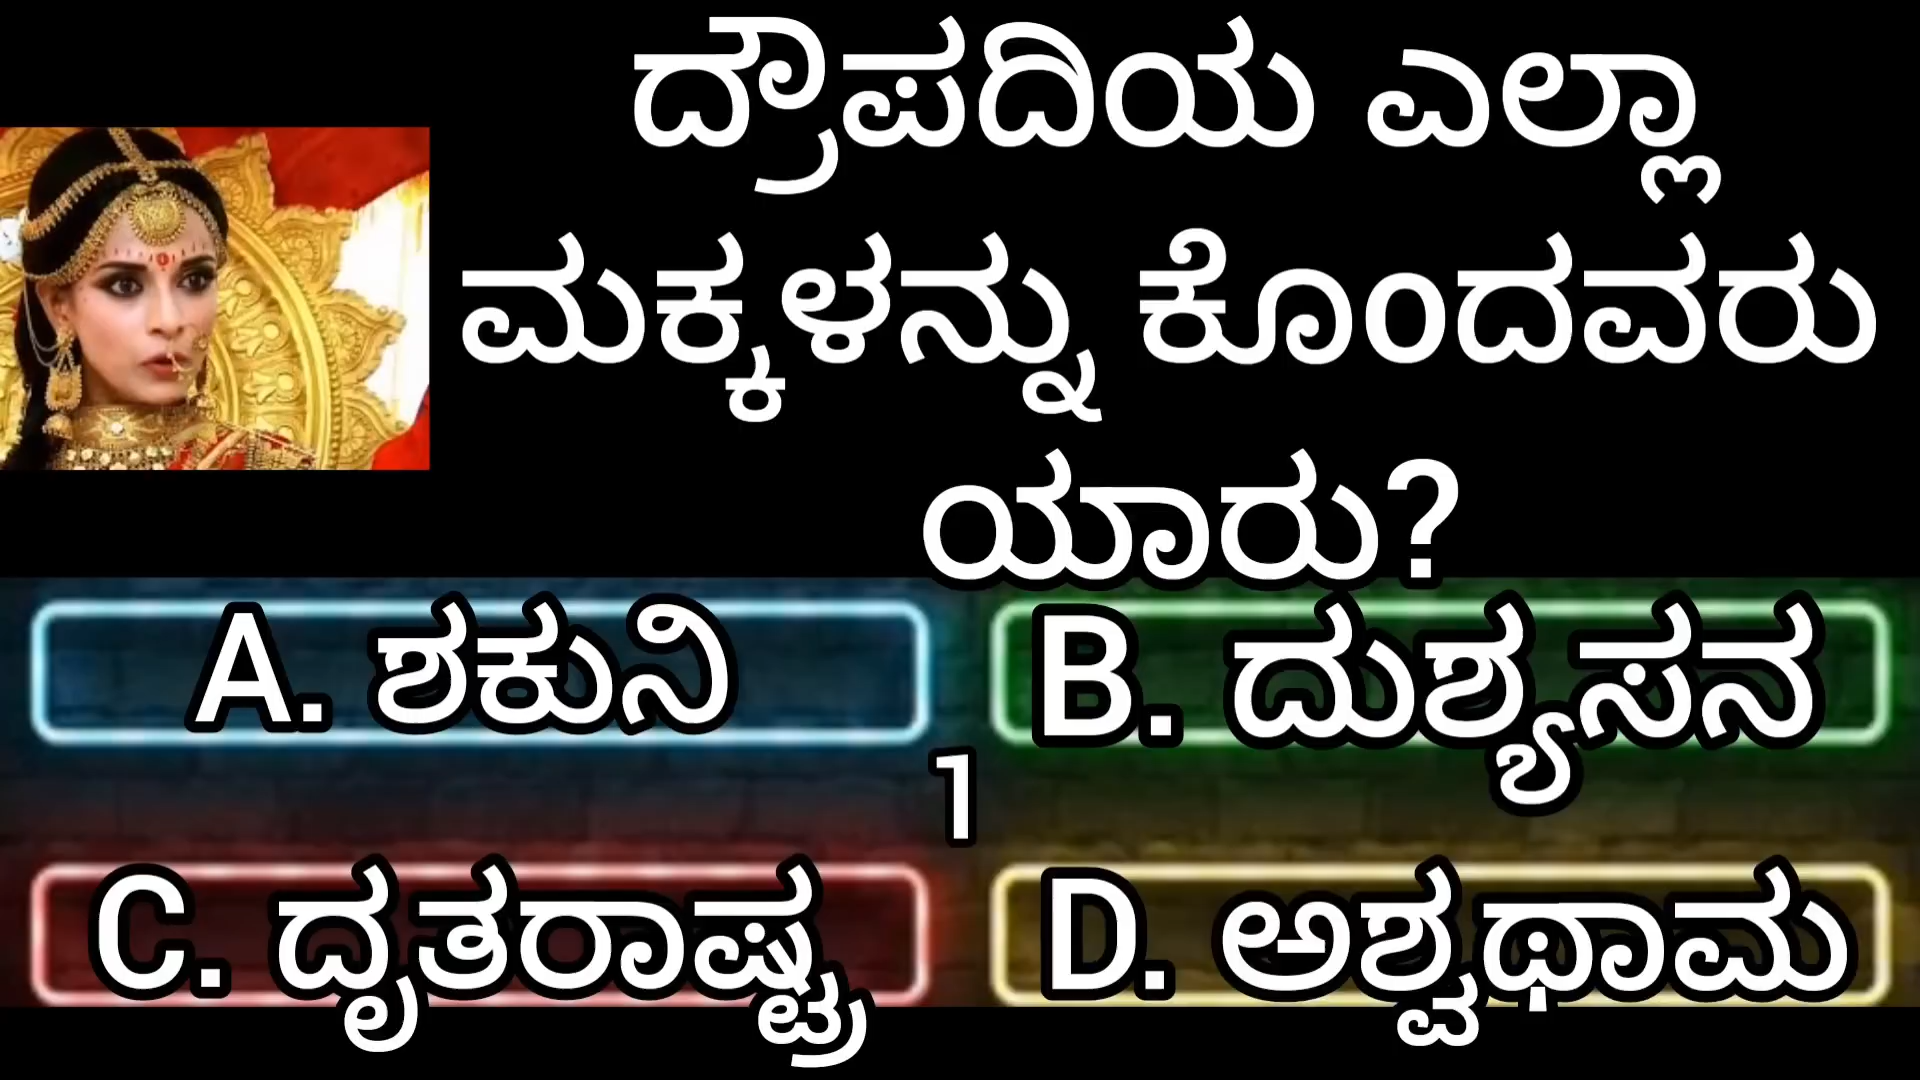 ದ್ರೌಪದಿಯ ಎಲ್ಲಾ
ಮಕ್ಕಳನ್ನು ಕೊಂದವರು
ಯಾರು?
A. ಶಕುನಿ
B. ದುಶ್ಯಸನ
1
C. ದೃತರಾಷ್ಟ್ರ
D. ಅಶ್ವಥಾಮ